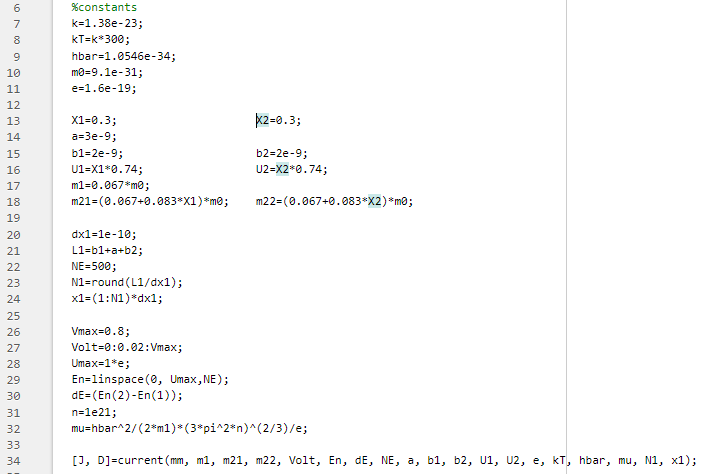 6 %constants
7 k=1.38e-23;
8 kT=k*300;
9 hbar=1.0546e-34;
10 m0=9.1e-31;
11 e=1.6e-19;
12
13 X1=0.3; X2=0.3;
14 a=3e-9;
15 b1=2e-9; b2=2e-9;
16 U1=X1*0.74; U2=X2*0.74;
17 m1=0.067*m0;
18 m21=(0.067+0.083*X1)*m0; m22=(0.067+0.083*X2)*m0;
19
20 dx1=1e-10;
21 L1=b1+a+b2;
22 NE=500;
23 N1=round(L1/dx1);
24 x1=(1:N1)*dx1;
25
26 Vmax=0.8;
27 Volt=0:0.02:Vmax;
28 Umax=1*e;
29 En=linspace(0, Umax,NE);
30 dE=(En(2)-En(1));
31 n=1e21;
32 mu=hbar^2/(2*m1)*(3*pi^2*n)^(2/3)/e;
33
34 [J, D]=current(mm, m1, m21, m22, Volt, En, dE, NE, a, b1, b2, U1, U2, e, kT, hbar, mu, N1, x1);